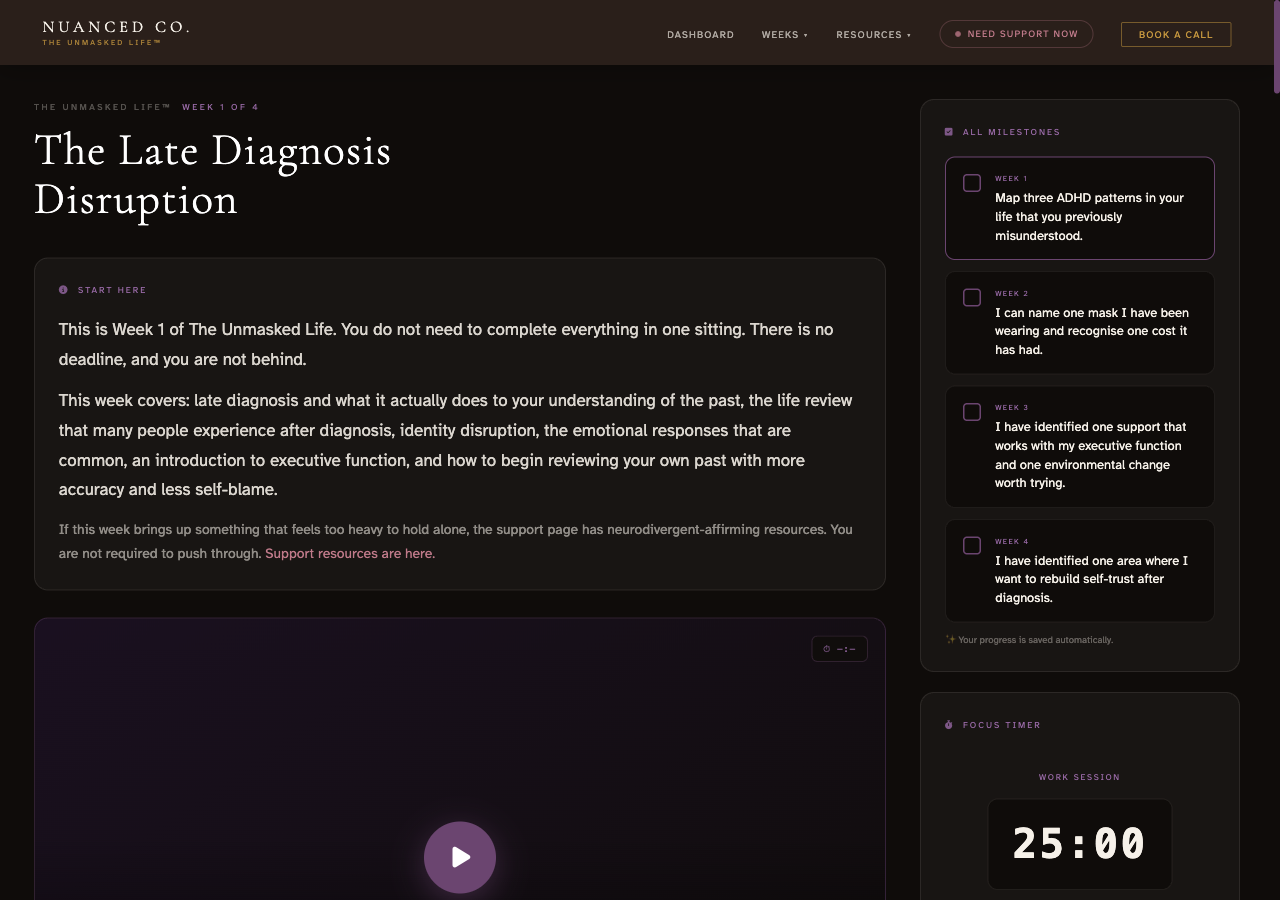 NUANCED CO.
THE UNMASKED LIFE™
DASHBOARD
WEEKS ▾
RESOURCES ▾
NEED SUPPORT NOW
BOOK A CALL
THE UNMASKED LIFE™ WEEK 1 OF 4
The Late Diagnosis
Disruption
START HERE
This is Week 1 of The Unmasked Life. You do not need to complete everything in one sitting. There is no
deadline, and you are not behind.
This week covers: late diagnosis and what it actually does to your understanding of the past, the life review
that many people experience after diagnosis, identity disruption, the emotional responses that are
common, an introduction to executive function, and how to begin reviewing your own past with more
accuracy and less self-blame.
If this week brings up something that feels too heavy to hold alone, the support page has neurodivergent-affirming resources. You
are not required to push through. Support resources are here.
–:–
ALL MILESTONES
WEEK 1
Map three ADHD patterns in your
life that you previously
misunderstood.
WEEK 2
I can name one mask I have been
wearing and recognise one cost it
has had.
WEEK 3
I have identified one support that
works with my executive function
and one environmental change
worth trying.
WEEK 4
I have identified one area where I
want to rebuild self-trust after
diagnosis.
✨ Your progress is saved automatically.
FOCUS TIMER
WORK SESSION
25:00